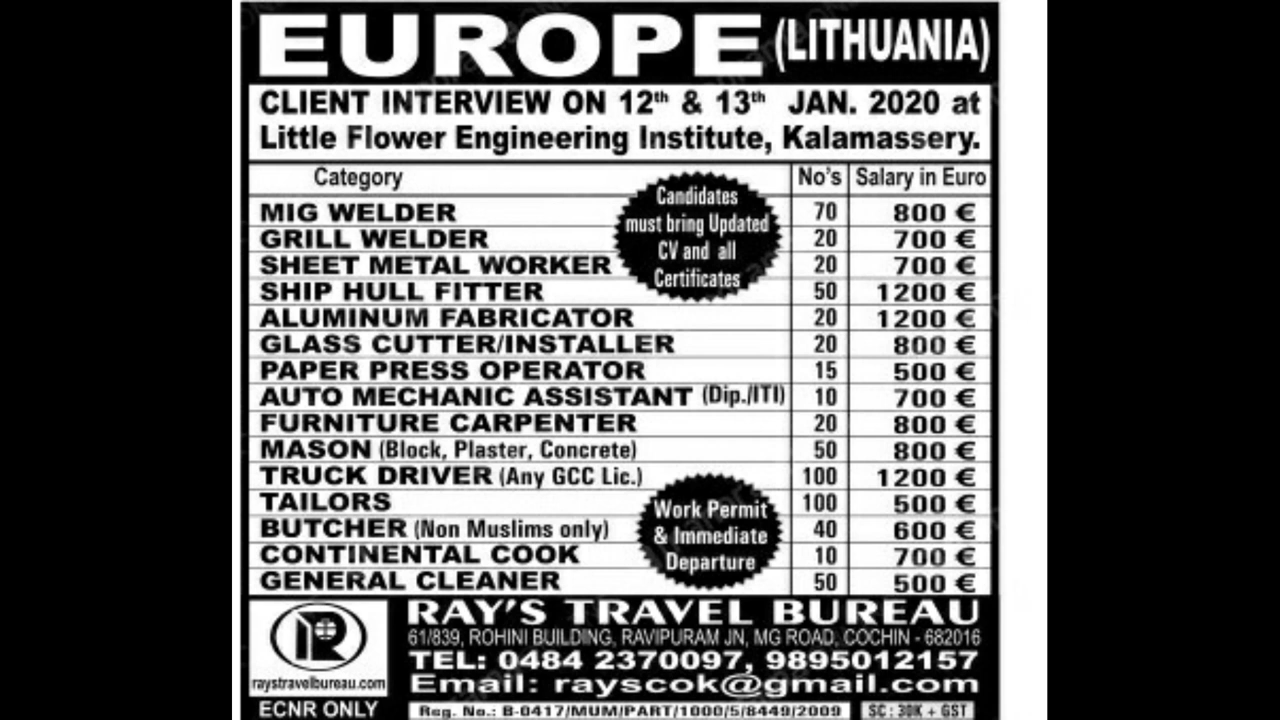 EUROPE (LITHUANIA)
CLIENT INTERVIEW ON 12th & 13th JAN. 2020 at
Little Flower Engineering Institute, Kalamassery.
Category No's Salary in Euro
Candidates
must bring Updated
CV and all
Certificates
MIG WELDER 70 800 €
GRILL WELDER 20 700 €
SHEET METAL WORKER 20 700 €
SHIP HULL FITTER 50 1200 €
ALUMINUM FABRICATOR 20 1200 €
GLASS CUTTER/INSTALLER 20 800 €
PAPER PRESS OPERATOR 15 500 €
AUTO MECHANIC ASSISTANT (Dip./ITI) 10 700 €
FURNITURE CARPENTER 20 800 €
MASON (Block, Plaster, Concrete) 50 800 €
TRUCK DRIVER (Any GCC Lic.) 100 1200 €
TAILORS 100 500 €
BUTCHER (Non Muslims only) 40 600 €
CONTINENTAL COOK 10 700 €
GENERAL CLEANER 50 500 €
Work Permit
& Immediate
Departure
RAY'S TRAVEL BUREAU
61/839, ROHINI BUILDING, RAVIPURAM JN, MG ROAD, COCHIN - 682016
TEL: 0484 2370097, 9895012157
Email: rayscok@gmail.com
raystravelbureau.com
ECNR ONLY
Reg. No.: B-0417/MUM/PART/1000/5/8449/2009
SC : 30K + GST